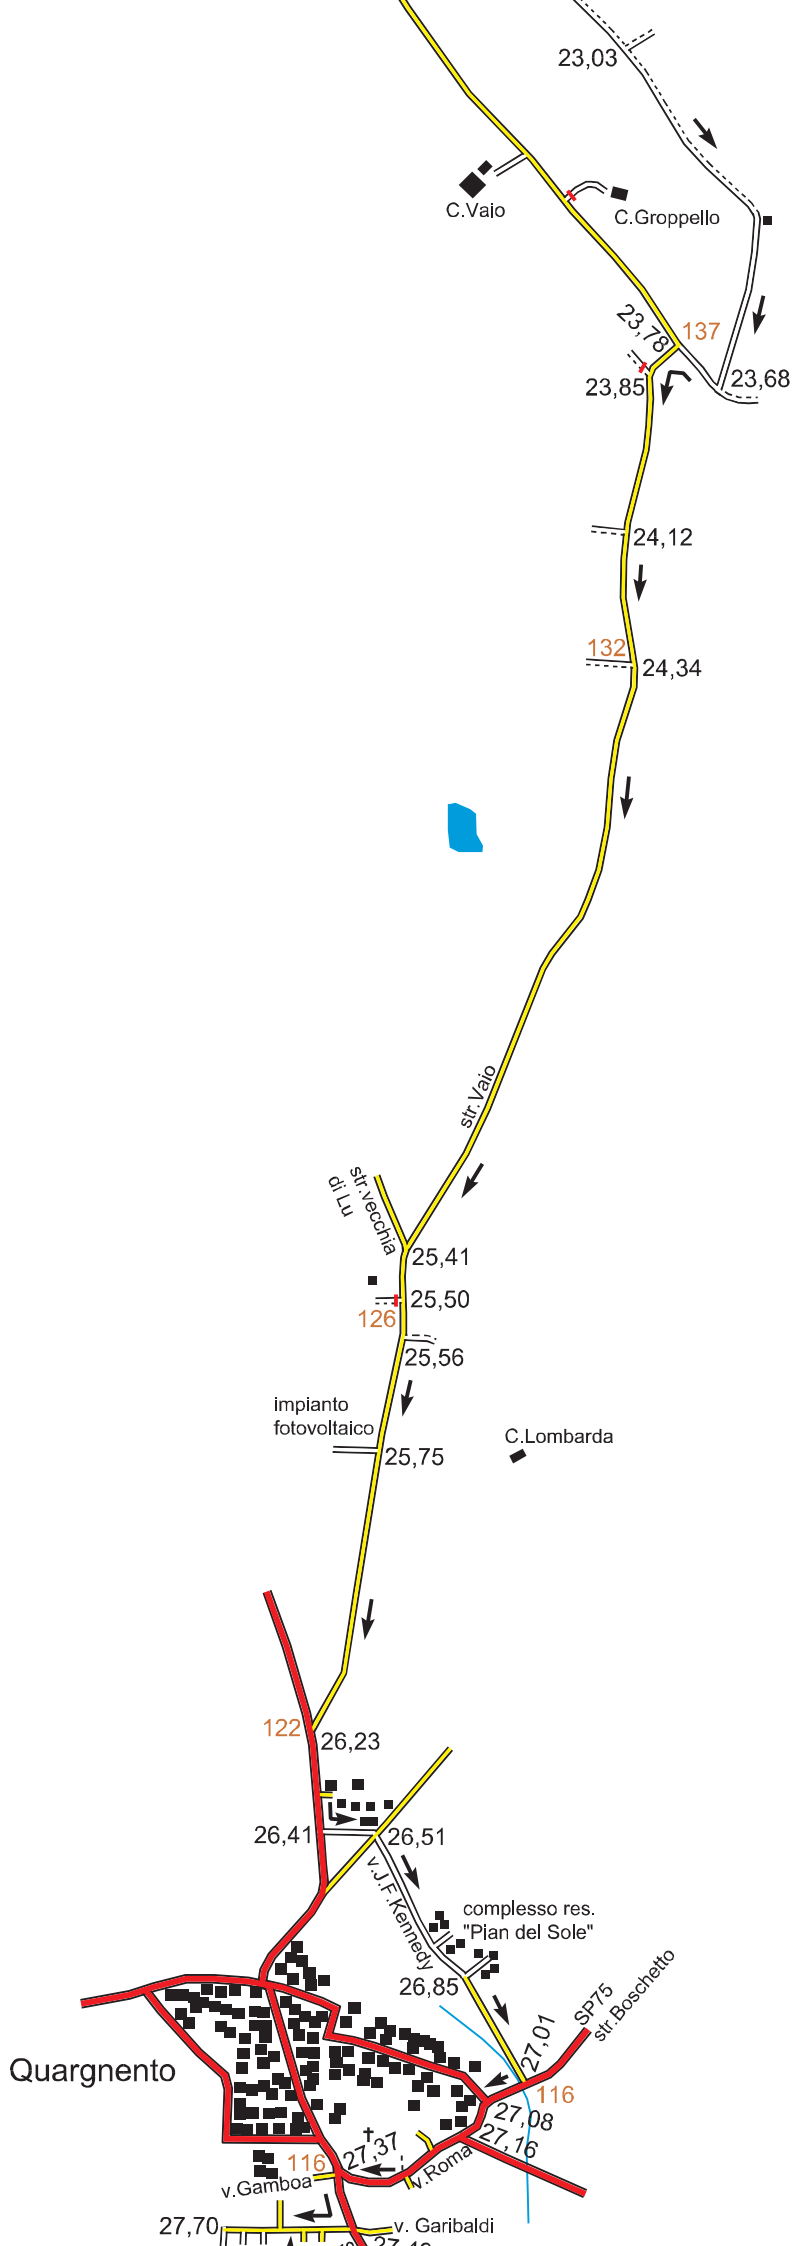 23,03
C.Vaio
C.Groppello
23,78
137
23,68
23,85
24,12
132
24,34
str.Vaio
str.vecchia
di Lu
25,41
25,50
126
25,56
impianto
fotovoltaico
25,75
C.Lombarda
122
26,23
26,41
26,51
v.J.F.Kennedy
complesso res.
"Pian del Sole"
26,85
SP75
str.Boschetto
27,01
Quargnento
116
27,08
27,16
27,37
116
v.Roma
v.Gamboa
27,70
v. Garibaldi